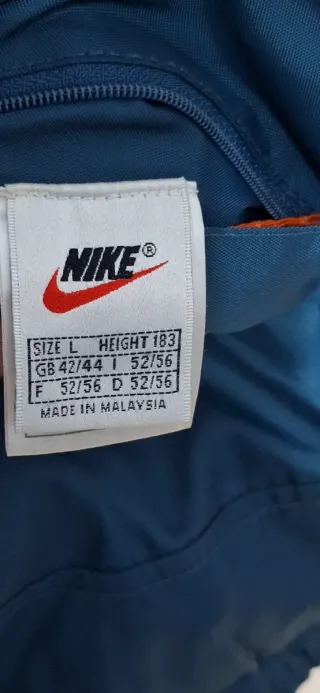 NIKE®
SIZE L HEIGHT 183
GB 42/44 I 52/56
F 52/56 D 52/56
MADE IN MALAYSIA